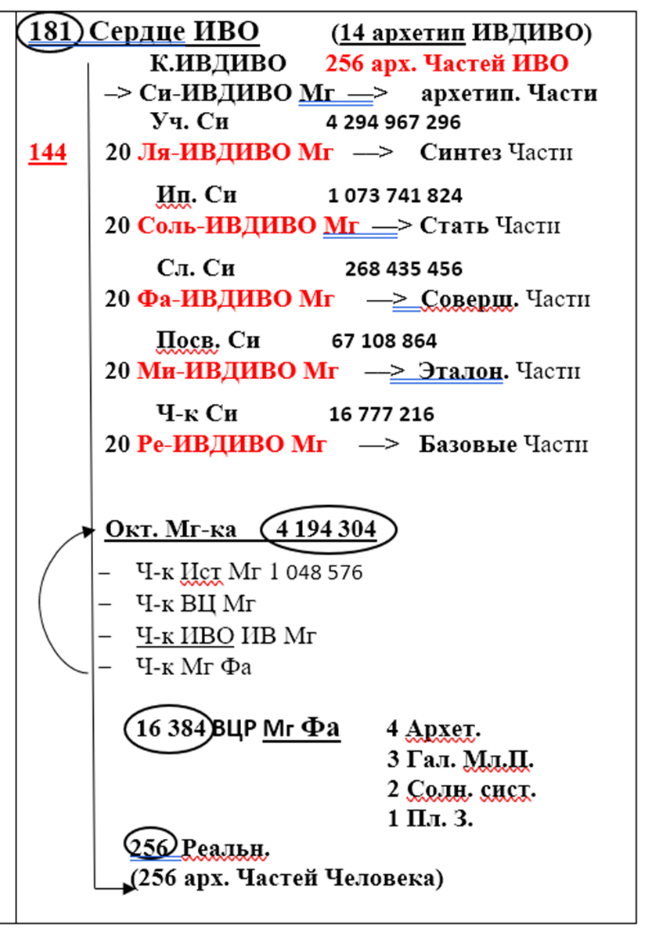 181 Сердце ИВО (14 архетип ИВДИВО)
К.ИВДИВО 256 арх. Частей ИВО
–> Си-ИВДИВО Мг —> архетип. Части
Уч. Си 4 294 967 296
144 20 Ля-ИВДИВО Мг —> Синтез Части
Ип. Си 1 073 741 824
20 Соль-ИВДИВО Мг —> Стать Части
Сл. Си 268 435 456
20 Фа-ИВДИВО Мг —> Соверш. Части
Посв. Си 67 108 864
20 Ми-ИВДИВО Мг —> Эталон. Части
Ч-к Си 16 777 216
20 Ре-ИВДИВО Мг —> Базовые Части
Окт. Мг-ка 4 194 304
– Ч-к Ист Мг 1 048 576
– Ч-к ВЦ Мг
– Ч-к ИВО ИВ Мг
– Ч-к Мг Фа
16 384 ВЦР Мг Фа 4 Архет.
3 Гал. Мл.П.
2 Солн. сист.
1 Пл. З.
256 Реальн.
(256 арх. Частей Человека)